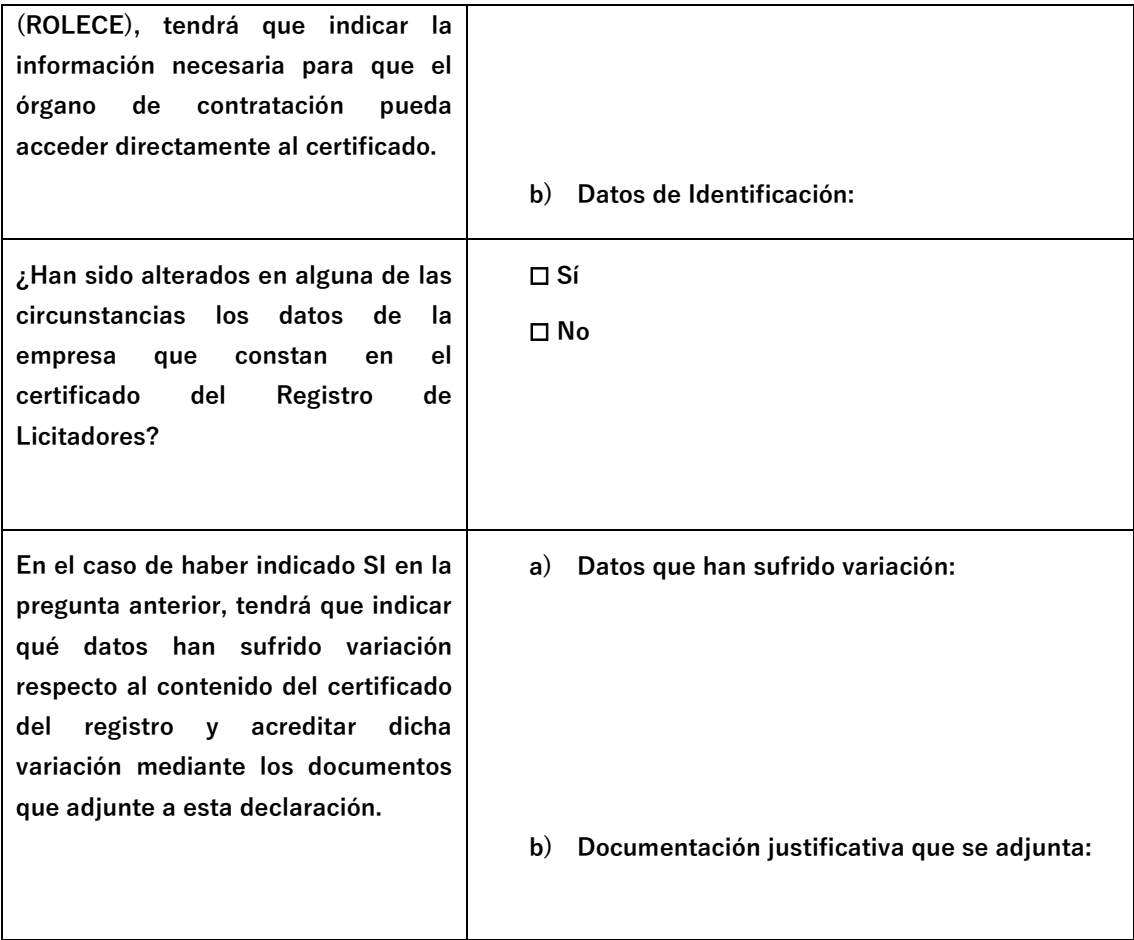 (ROLECE), tendrá que indicar la
información necesaria para que el
órgano de contratación pueda
acceder directamente al certificado.
b) Datos de Identificación:
¿Han sido alterados en alguna de las
circunstancias los datos de la
empresa que constan en el
certificado del Registro de
Licitadores?
☐ Sí
☐ No
En el caso de haber indicado SI en la
pregunta anterior, tendrá que indicar
qué datos han sufrido variación
respecto al contenido del certificado
del registro y acreditar dicha
variación mediante los documentos
que adjunte a esta declaración.
a) Datos que han sufrido variación:
b) Documentación justificativa que se adjunta: